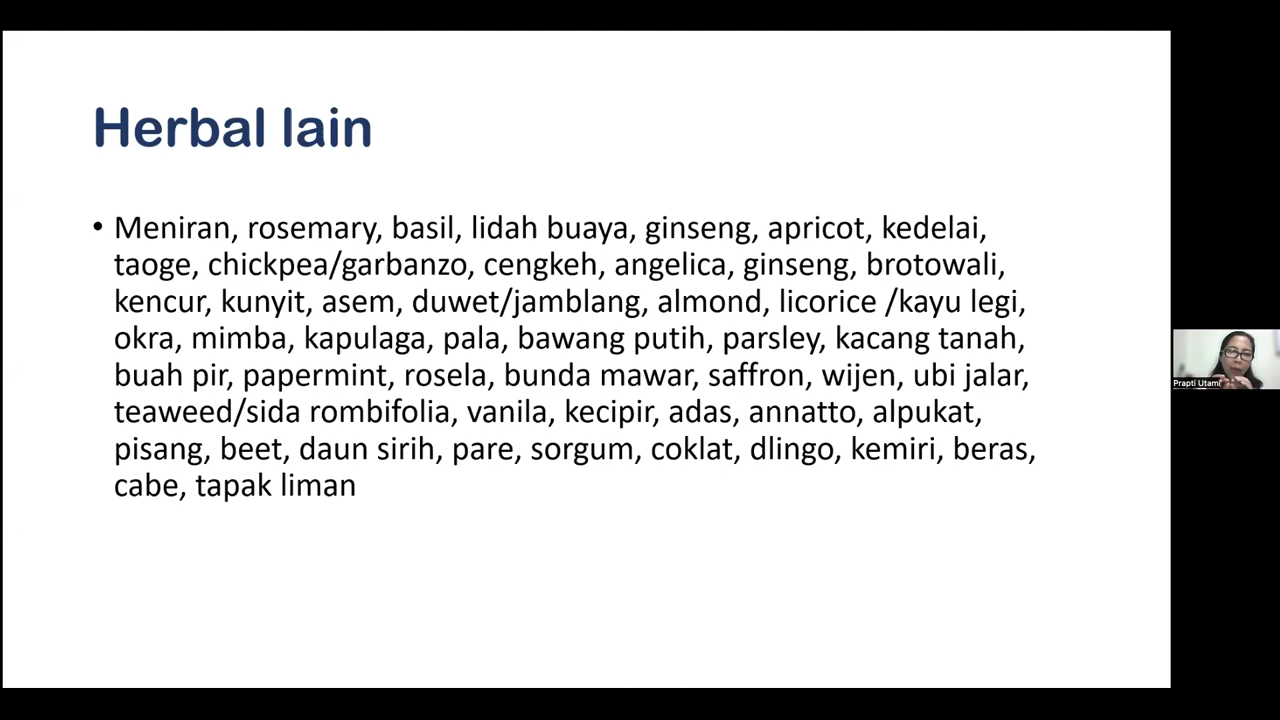 Herbal lain
• Meniran, rosemary, basil, lidah buaya, ginseng, apricot, kedelai,
taoge, chickpea/garbanzo, cengkeh, angelica, ginseng, brotowali,
kencur, kunyit, asem, duwet/jamblang, almond, licorice /kayu legi,
okra, mimba, kapulaga, pala, bawang putih, parsley, kacang tanah,
buah pir, papermint, rosela, bunda mawar, saffron, wijen, ubi jalar,
teaweed/sida rombifolia, vanila, kecipir, adas, annatto, alpukat,
pisang, beet, daun sirih, pare, sorgum, coklat, dlingo, kemiri, beras,
cabe, tapak liman
Prapti Utami